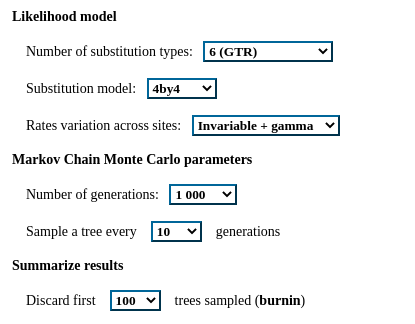 Likelihood model
Number of substitution types: 6 (GTR)
Substitution model: 4by4
Rates variation across sites: Invariable + gamma
Markov Chain Monte Carlo parameters
Number of generations: 1 000
Sample a tree every 10 generations
Summarize results
Discard first 100 trees sampled (burnin)